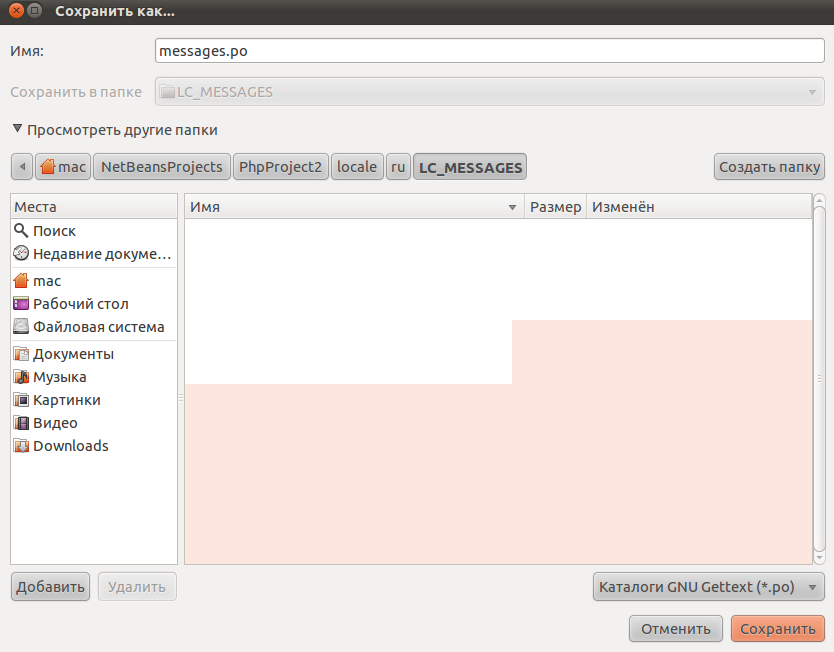 Сохранить как...
Имя: messages.po
Сохранить в папке LC_MESSAGES
Просмотреть другие папки
mac NetBeansProjects PhpProject2 locale ru LC_MESSAGES Создать папку
Места Имя Размер Изменён
Поиск
Недавние докуме...
mac
Рабочий стол
Файловая система
Документы
Музыка
Картинки
Видео
Downloads
Добавить Удалить Каталоги GNU Gettext (*.po)
Отменить Сохранить